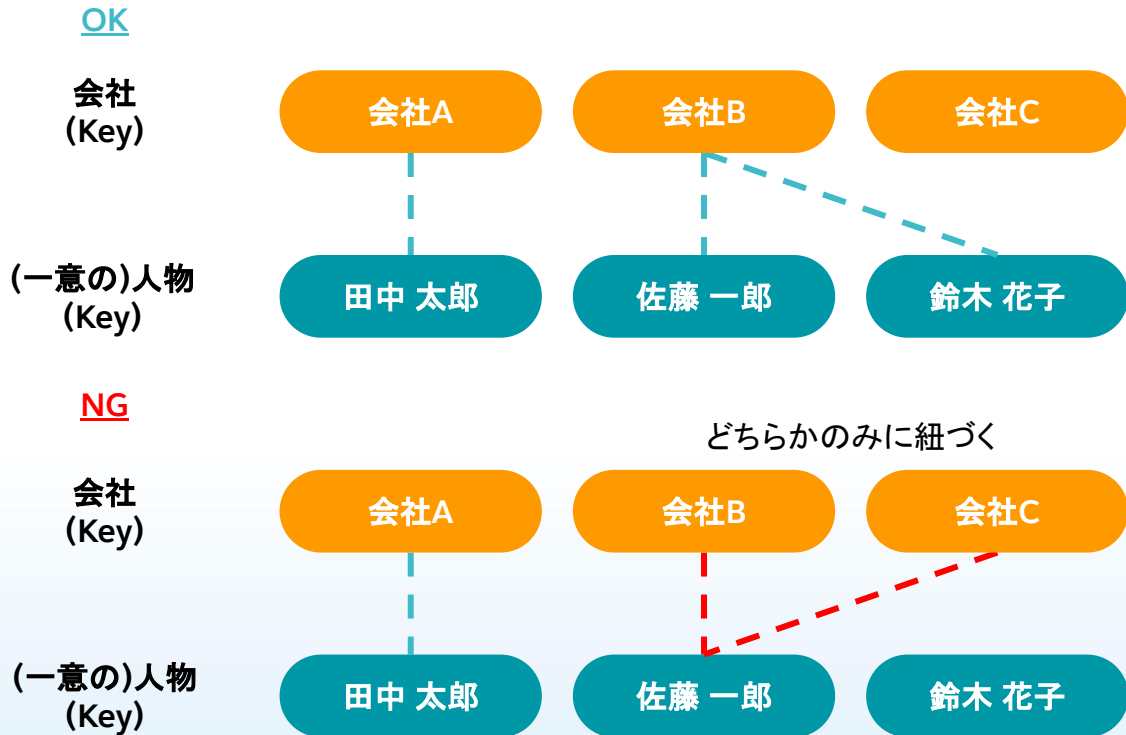 OK
会社
(Key)
会社A
会社B
会社C
(一意の)人物
(Key)
田中 太郎
佐藤 一郎
鈴木 花子
NG
どちらかのみに紐づく
会社
(Key)
会社A
会社B
会社C
(一意の)人物
(Key)
田中 太郎
佐藤 一郎
鈴木 花子